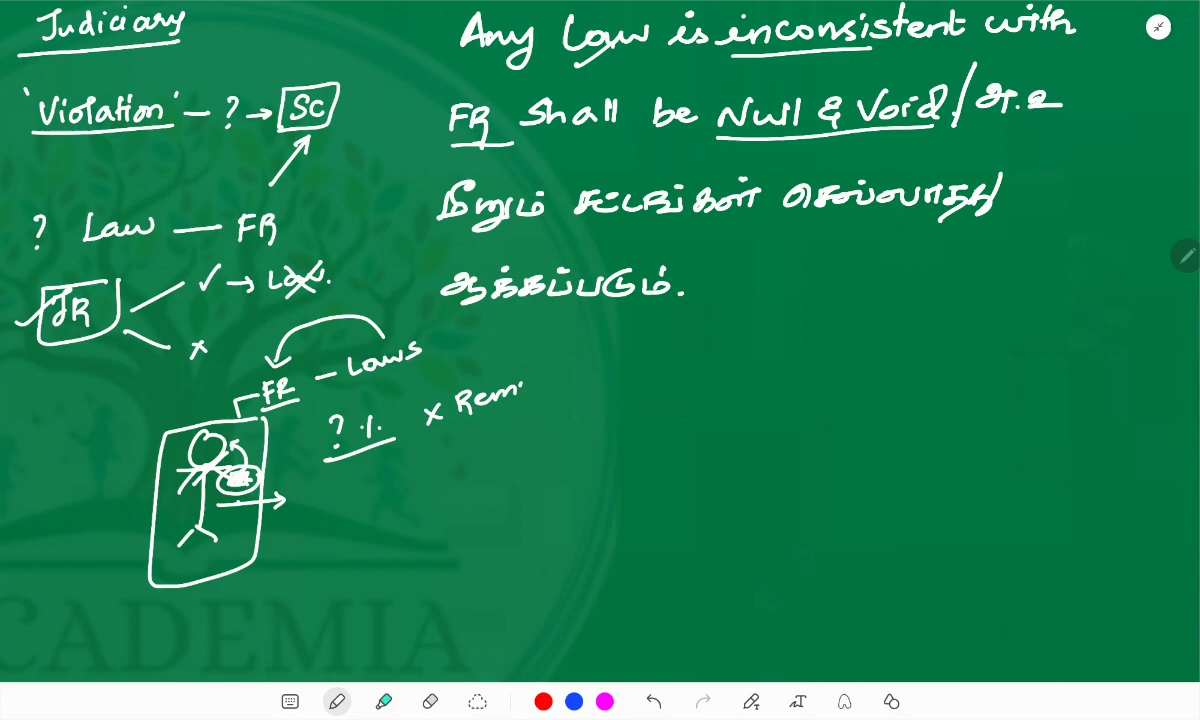 Judiciary
'Violation' - ? → SC
? Law — FR
JR ✓ → Law.
x
FR - Laws
? ·/. x Rem.
Any Law is inconsistent with
FR shall be Null & Void / அ.உ
மீறும் சட்டங்கள் செல்லாதது
ஆக்கப்படும்.
CADEMIA